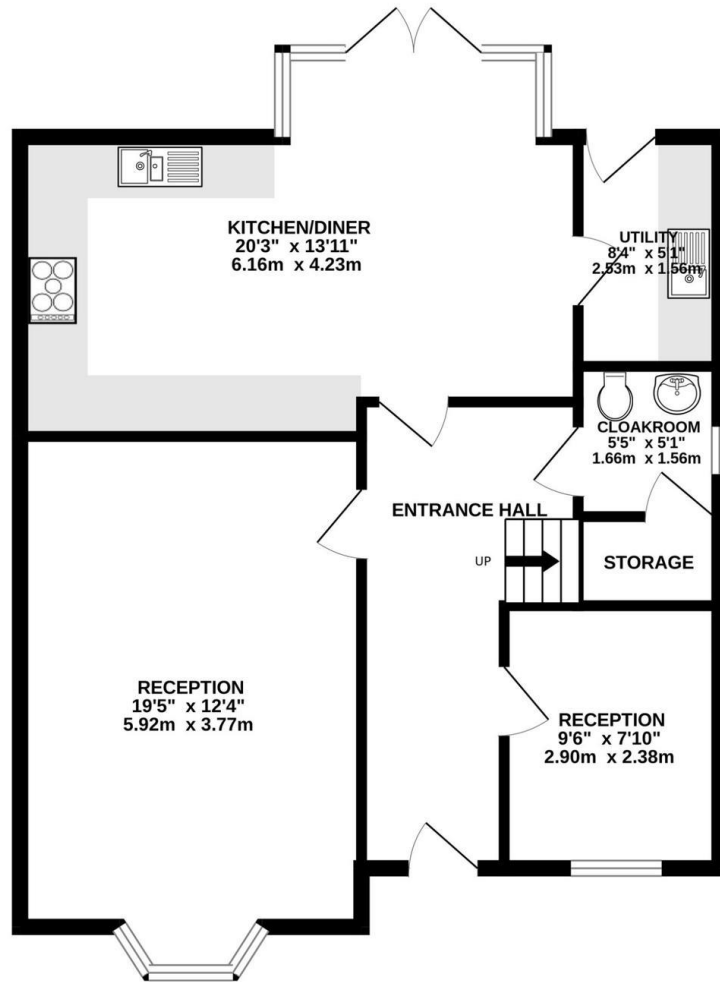 KITCHEN/DINER
20'3" x 13'11"
6.16m x 4.23m
UTILITY
8'4" x 5'1"
2.53m x 1.56m
CLOAKROOM
5'5" x 5'1"
1.66m x 1.56m
ENTRANCE HALL
UP
STORAGE
RECEPTION
19'5" x 12'4"
5.92m x 3.77m
RECEPTION
9'6" x 7'10"
2.90m x 2.38m